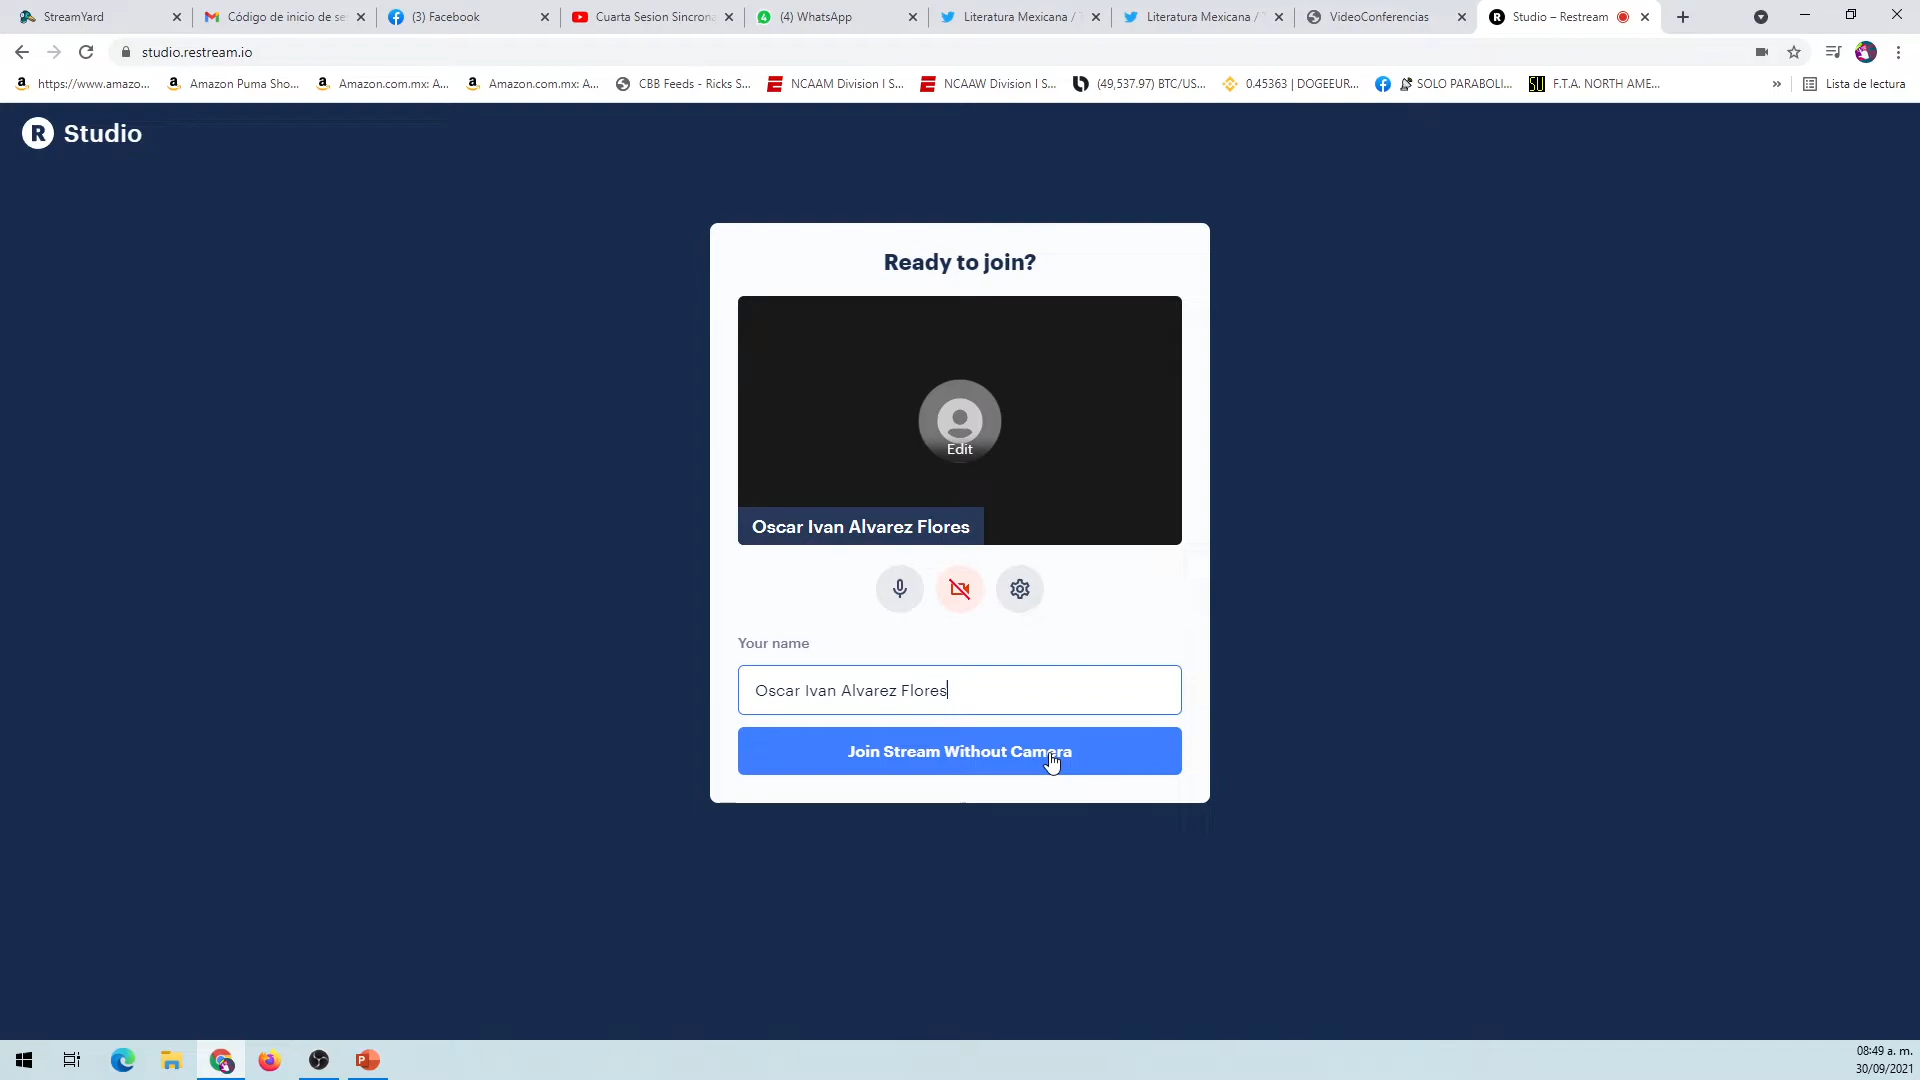 StreamYard
Código de inicio de se
(3) Facebook
Cuarta Sesion Sincrona
(4) WhatsApp
Literatura Mexicana /
Literatura Mexicana /
VideoConferencias
Studio – Restream
studio.restream.io
https://www.amazo...
Amazon Puma Sho...
Amazon.com.mx: A...
Amazon.com.mx: A...
CBB Feeds - Ricks S...
NCAAM Division I S...
NCAAW Division I S...
(49,537.97) BTC/US...
0.45363 | DOGEEUR...
SOLO PARABOLI...
F.T.A. NORTH AME...
»
Lista de lectura
R Studio
Ready to join?
Edit
Oscar Ivan Alvarez Flores
Your name
Oscar Ivan Alvarez Flores
Join Stream Without Camera
08:49 a. m.
30/09/2021